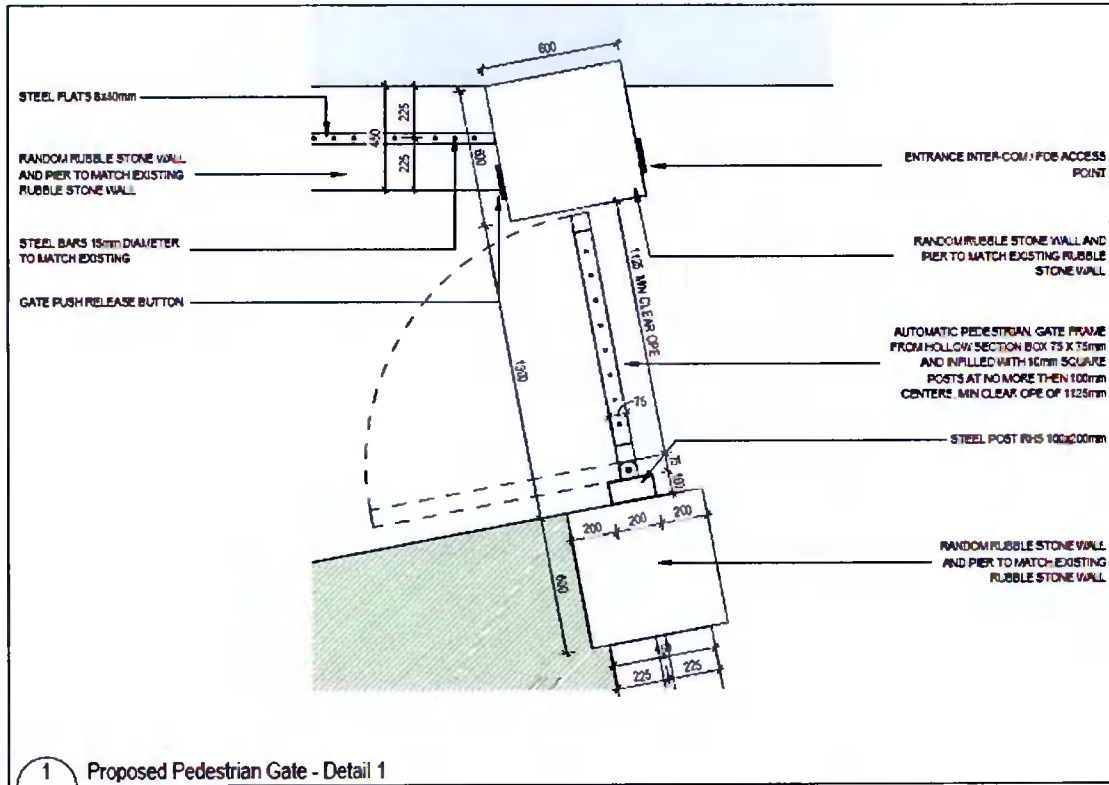 600
STEEL FLATS 8x40mm
225
450
225
600
RANDOM RUBBLE STONE WALL
AND PIER TO MATCH EXISTING
RUBBLE STONE WALL
ENTRANCE INTER-COM / FOB ACCESS
POINT
STEEL BARS 15mm DIAMETER
TO MATCH EXISTING
RANDOM RUBBLE STONE WALL AND
PIER TO MATCH EXISTING RUBBLE
STONE WALL
GATE PUSH RELEASE BUTTON
1125 MIN CLEAR OPE
1300
AUTOMATIC PEDESTRIAN GATE FRAME
FROM HOLLOW SECTION BOX 75 X 75mm
AND INFILLED WITH 16mm SQUARE
POSTS AT NO MORE THEN 100mm
CENTERS. MIN CLEAR OPE OF 1125mm
75
STEEL POST RHS 100x200mm
75
100
200
200
200
RANDOM RUBBLE STONE WALL
AND PIER TO MATCH EXISTING
RUBBLE STONE WALL
600
225
225
1
Proposed Pedestrian Gate - Detail 1